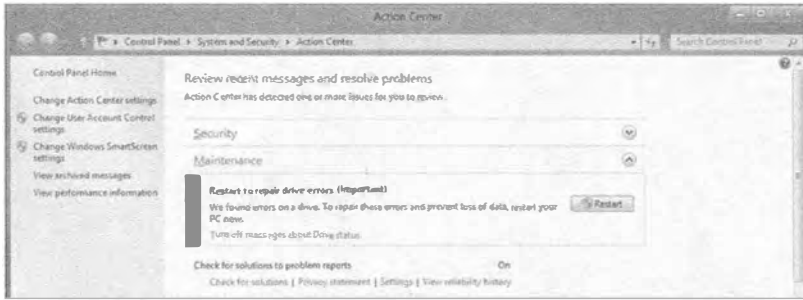 Action Center
Control Panel ▸ System and Security ▸ Action Center
Search Control Panel
Control Panel Home
Change Action Center settings
Change User Account Control
settings
Change Windows SmartScreen
settings
View archived messages
View performance information
Review recent messages and resolve problems
Action Center has detected one or more issues for you to review.
Security
Maintenance
Restart to repair drive errors (Important)
We found errors on a drive. To repair these errors and prevent loss of data, restart your
PC now.
Restart
Turn off messages about Drive status
Check for solutions to problem reports On
Check for solutions | Privacy statement | Settings | View reliability history